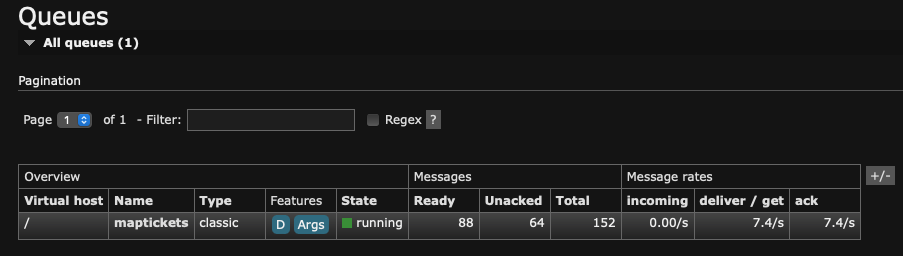 Queues
All queues (1)
Pagination
Page 1 of 1 - Filter: Regex ?
Overview Messages Message rates +/-
Virtual host Name Type Features State Ready Unacked Total incoming deliver / get ack
/ maptickets classic D Args running 88 64 152 0.00/s 7.4/s 7.4/s